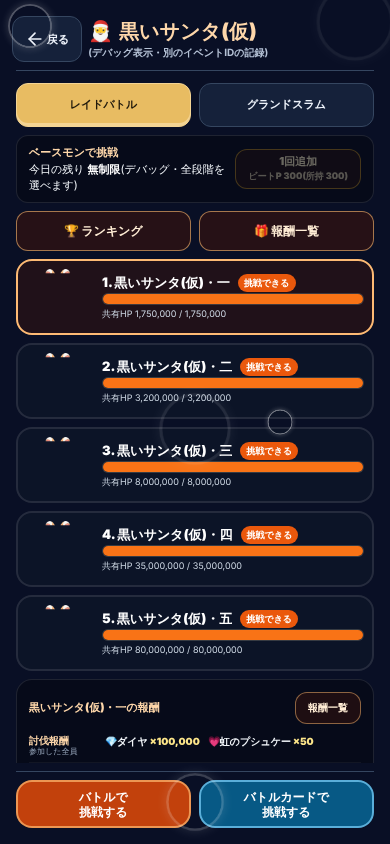 ← 戻る
🎅 黒いサンタ(仮)
(デバッグ表示・別のイベントIDの記録)
レイドバトル
グランドスラム
ベースモンで挑戦
今日の残り 無制限(デバッグ・全段階を
選べます)
1回追加
ビートP 300(所持 300)
🏆 ランキング
🎁 報酬一覧
1. 黒いサンタ(仮)・一 挑戦できる
共有HP 1,750,000 / 1,750,000
2. 黒いサンタ(仮)・二 挑戦できる
共有HP 3,200,000 / 3,200,000
3. 黒いサンタ(仮)・三 挑戦できる
共有HP 8,000,000 / 8,000,000
4. 黒いサンタ(仮)・四 挑戦できる
共有HP 35,000,000 / 35,000,000
5. 黒いサンタ(仮)・五 挑戦できる
共有HP 80,000,000 / 80,000,000
黒いサンタ(仮)・一の報酬
報酬一覧
討伐報酬
参加した全員
💎ダイヤ ×100,000 💗虹のプシュケー ×50
バトルで
挑戦する
バトルカードで
挑戦する